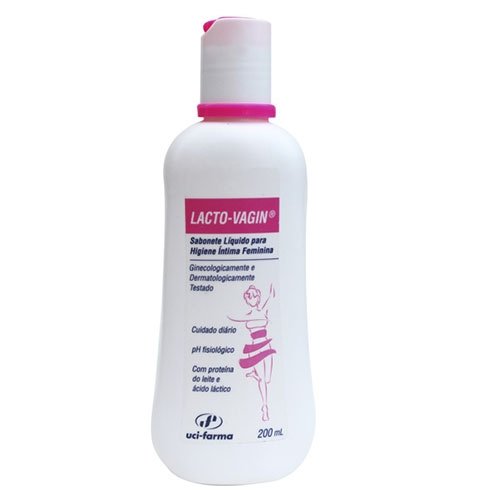 LACTO-VAGIN®
Sabonete Líquido para
Higiene Íntima Feminina
Ginecologicamente e
Dermatologicamente
Testado
Cuidado diário
pH fisiológico
Com proteína
do leite e
ácido láctico
uci-farma
200 mL